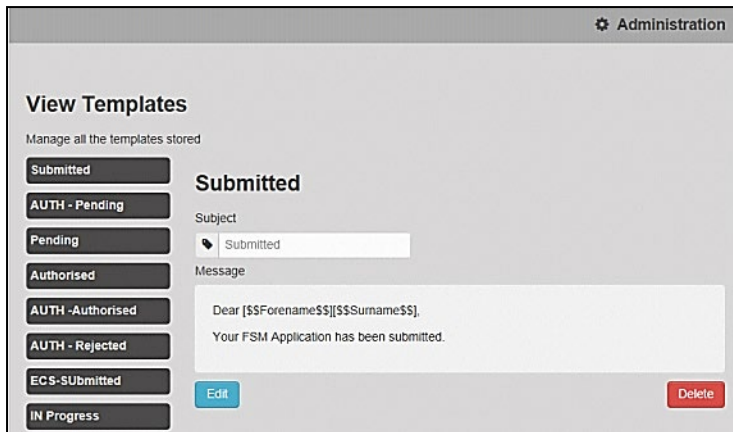 Administration
View Templates
Manage all the templates stored
Submitted
AUTH - Pending
Pending
Authorised
AUTH -Authorised
AUTH - Rejected
ECS-SUbmitted
IN Progress
Submitted
Subject
Submitted
Message
Dear [$$Forename$$][$$Surname$$],
Your FSM Application has been submitted.
Edit
Delete